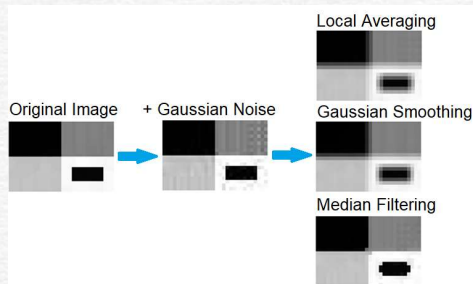 Local Averaging
Original Image
+ Gaussian Noise
Gaussian Smoothing
Median Filtering